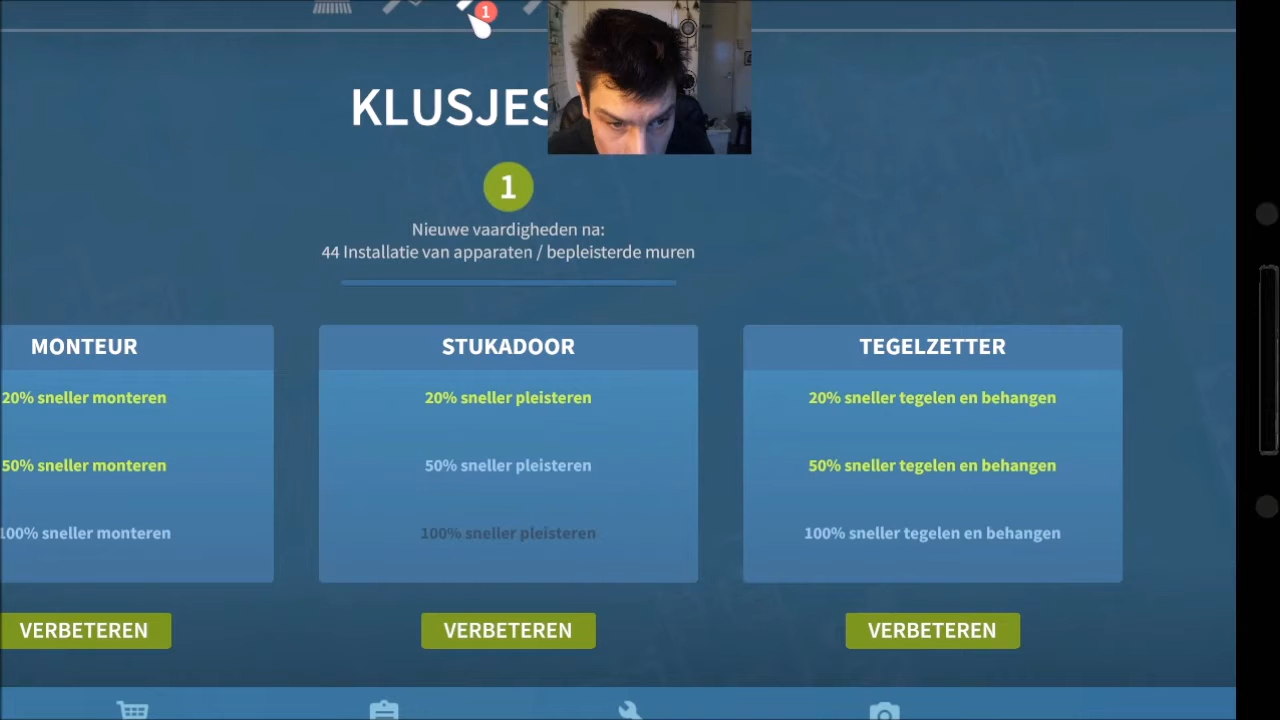 1
KLUSJES
1
Nieuwe vaardigheden na:
44 Installatie van apparaten / bepleisterde muren
MONTEUR
20% sneller monteren
50% sneller monteren
100% sneller monteren
VERBETEREN
STUKADOOR
20% sneller pleisteren
50% sneller pleisteren
100% sneller pleisteren
VERBETEREN
TEGELZETTER
20% sneller tegelen en behangen
50% sneller tegelen en behangen
100% sneller tegelen en behangen
VERBETEREN